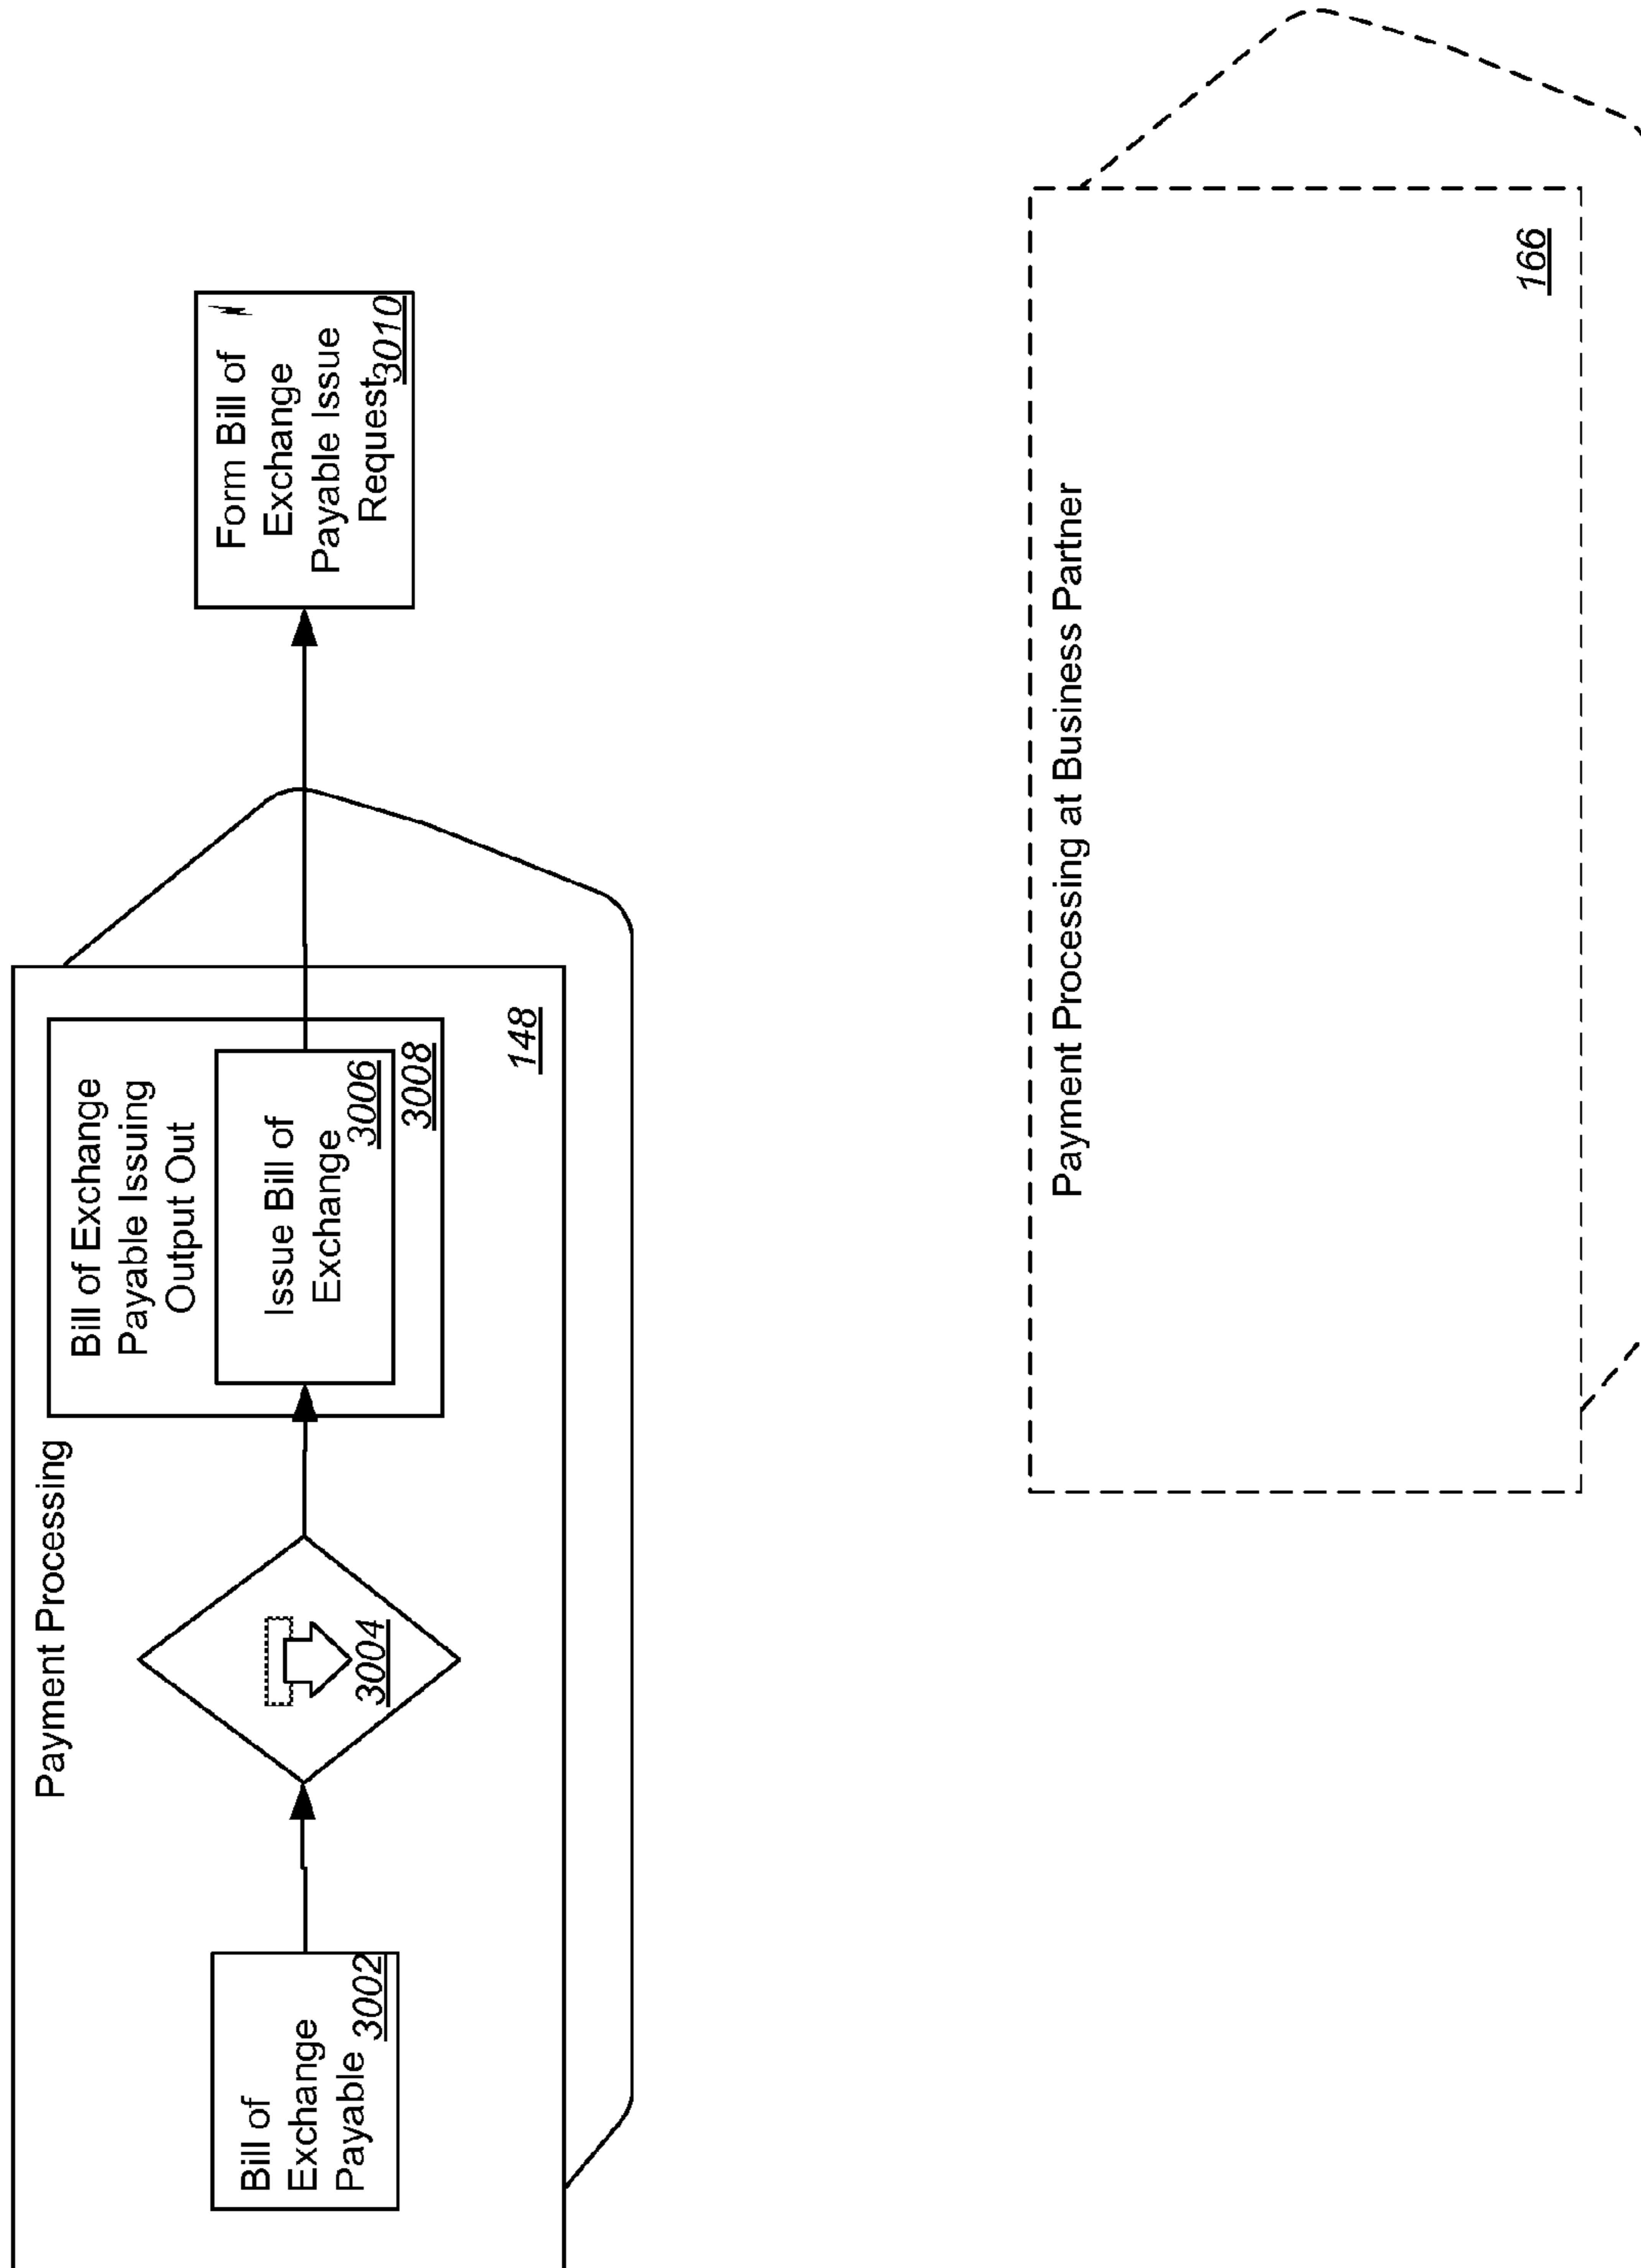 Payment Processing
Bill of
Exchange
Payable 3002
3004
Bill of Exchange
Payable Issuing
Output Out
Issue Bill of
Exchange
3006
3008
148
Form Bill of
Exchange
Payable Issue
Request
3010
Payment Processing at Business Partner
166